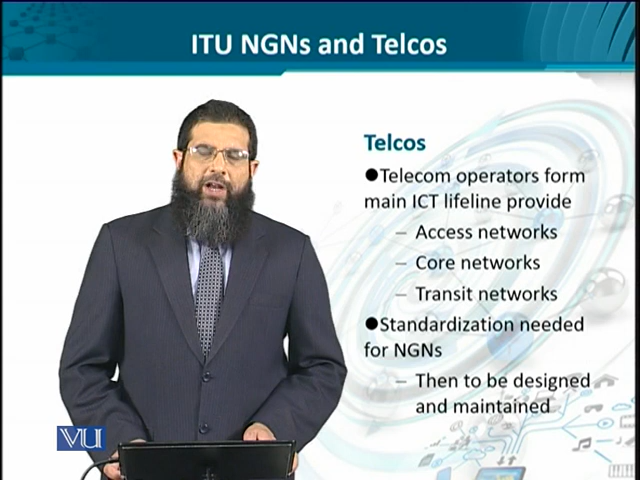 ITU NGNs and Telcos
Telcos
●Telecom operators form
main ICT lifeline provide
– Access networks
– Core networks
– Transit networks
●Standardization needed
for NGNs
– Then to be designed
and maintained
VU